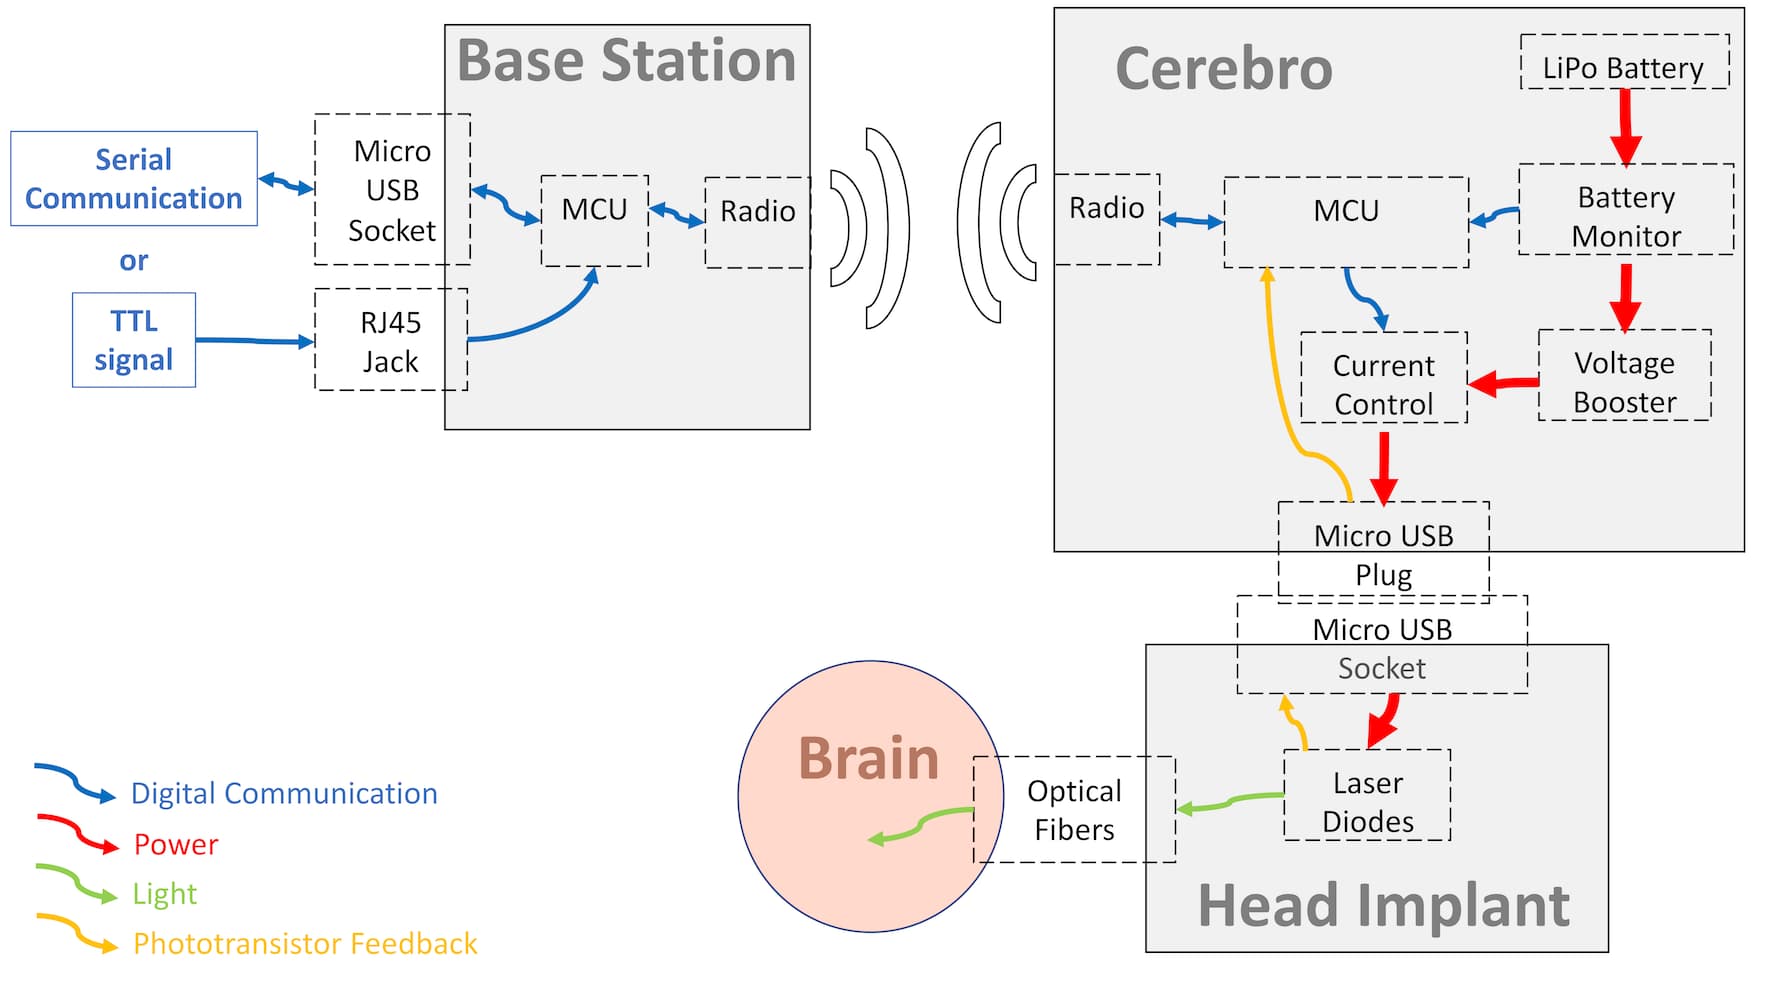 Base Station
Serial
Communication
or
TTL
signal
Micro
USB
Socket
RJ45
Jack
MCU
Radio
Cerebro
LiPo Battery
Radio
MCU
Battery
Monitor
Current
Control
Voltage
Booster
Micro USB
Plug
Micro USB
Socket
Laser
Diodes
Optical
Fibers
Brain
Head Implant
Digital Communication
Power
Light
Phototransistor Feedback